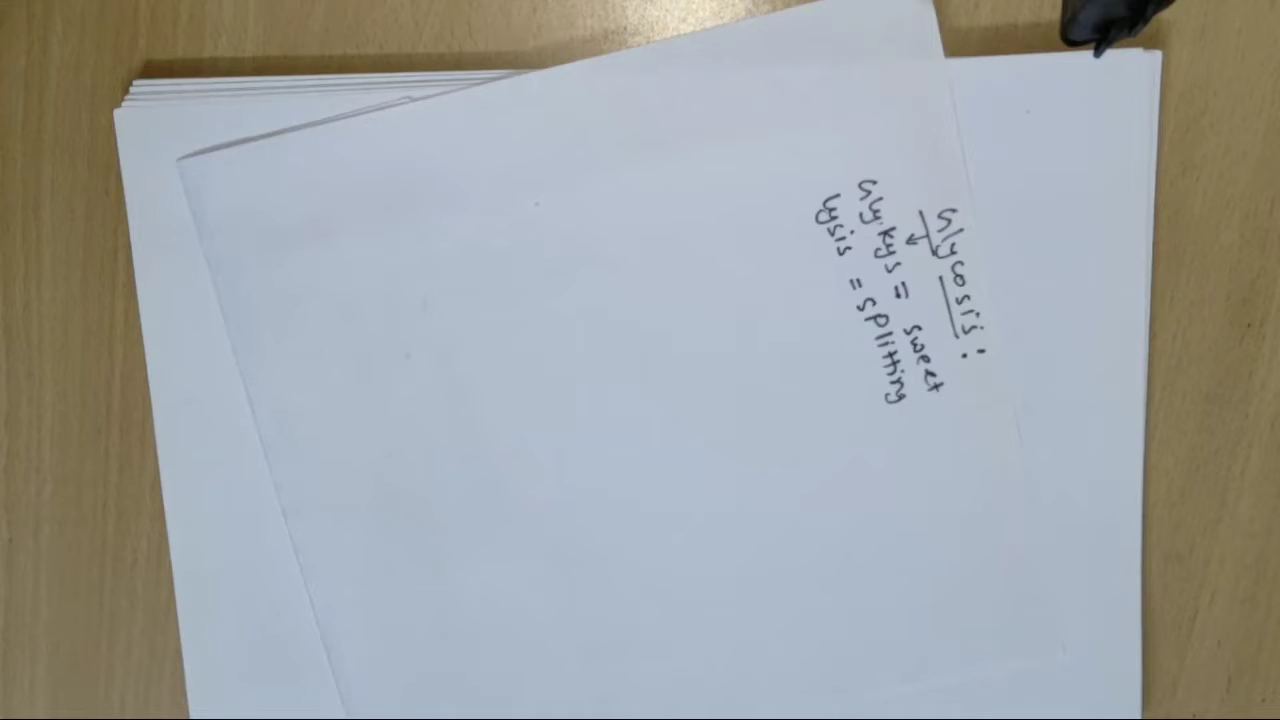 Glycosis:
Glykys = sweet
lysis = splitting